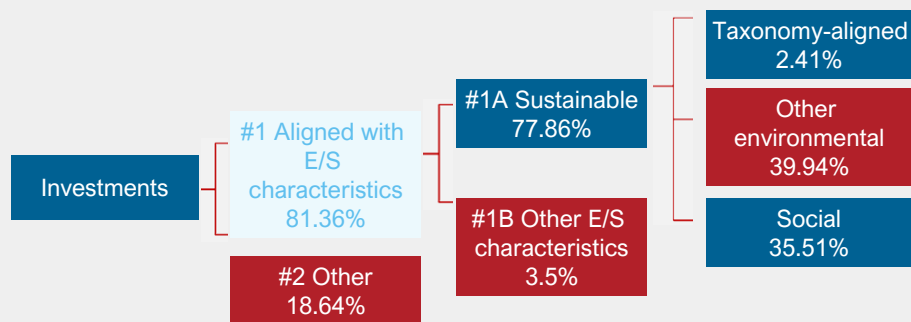 Investments
#1 Aligned with
E/S
characteristics
81.36%
#2 Other
18.64%
#1A Sustainable
77.86%
#1B Other E/S
characteristics
3.5%
Taxonomy-aligned
2.41%
Other
environmental
39.94%
Social
35.51%